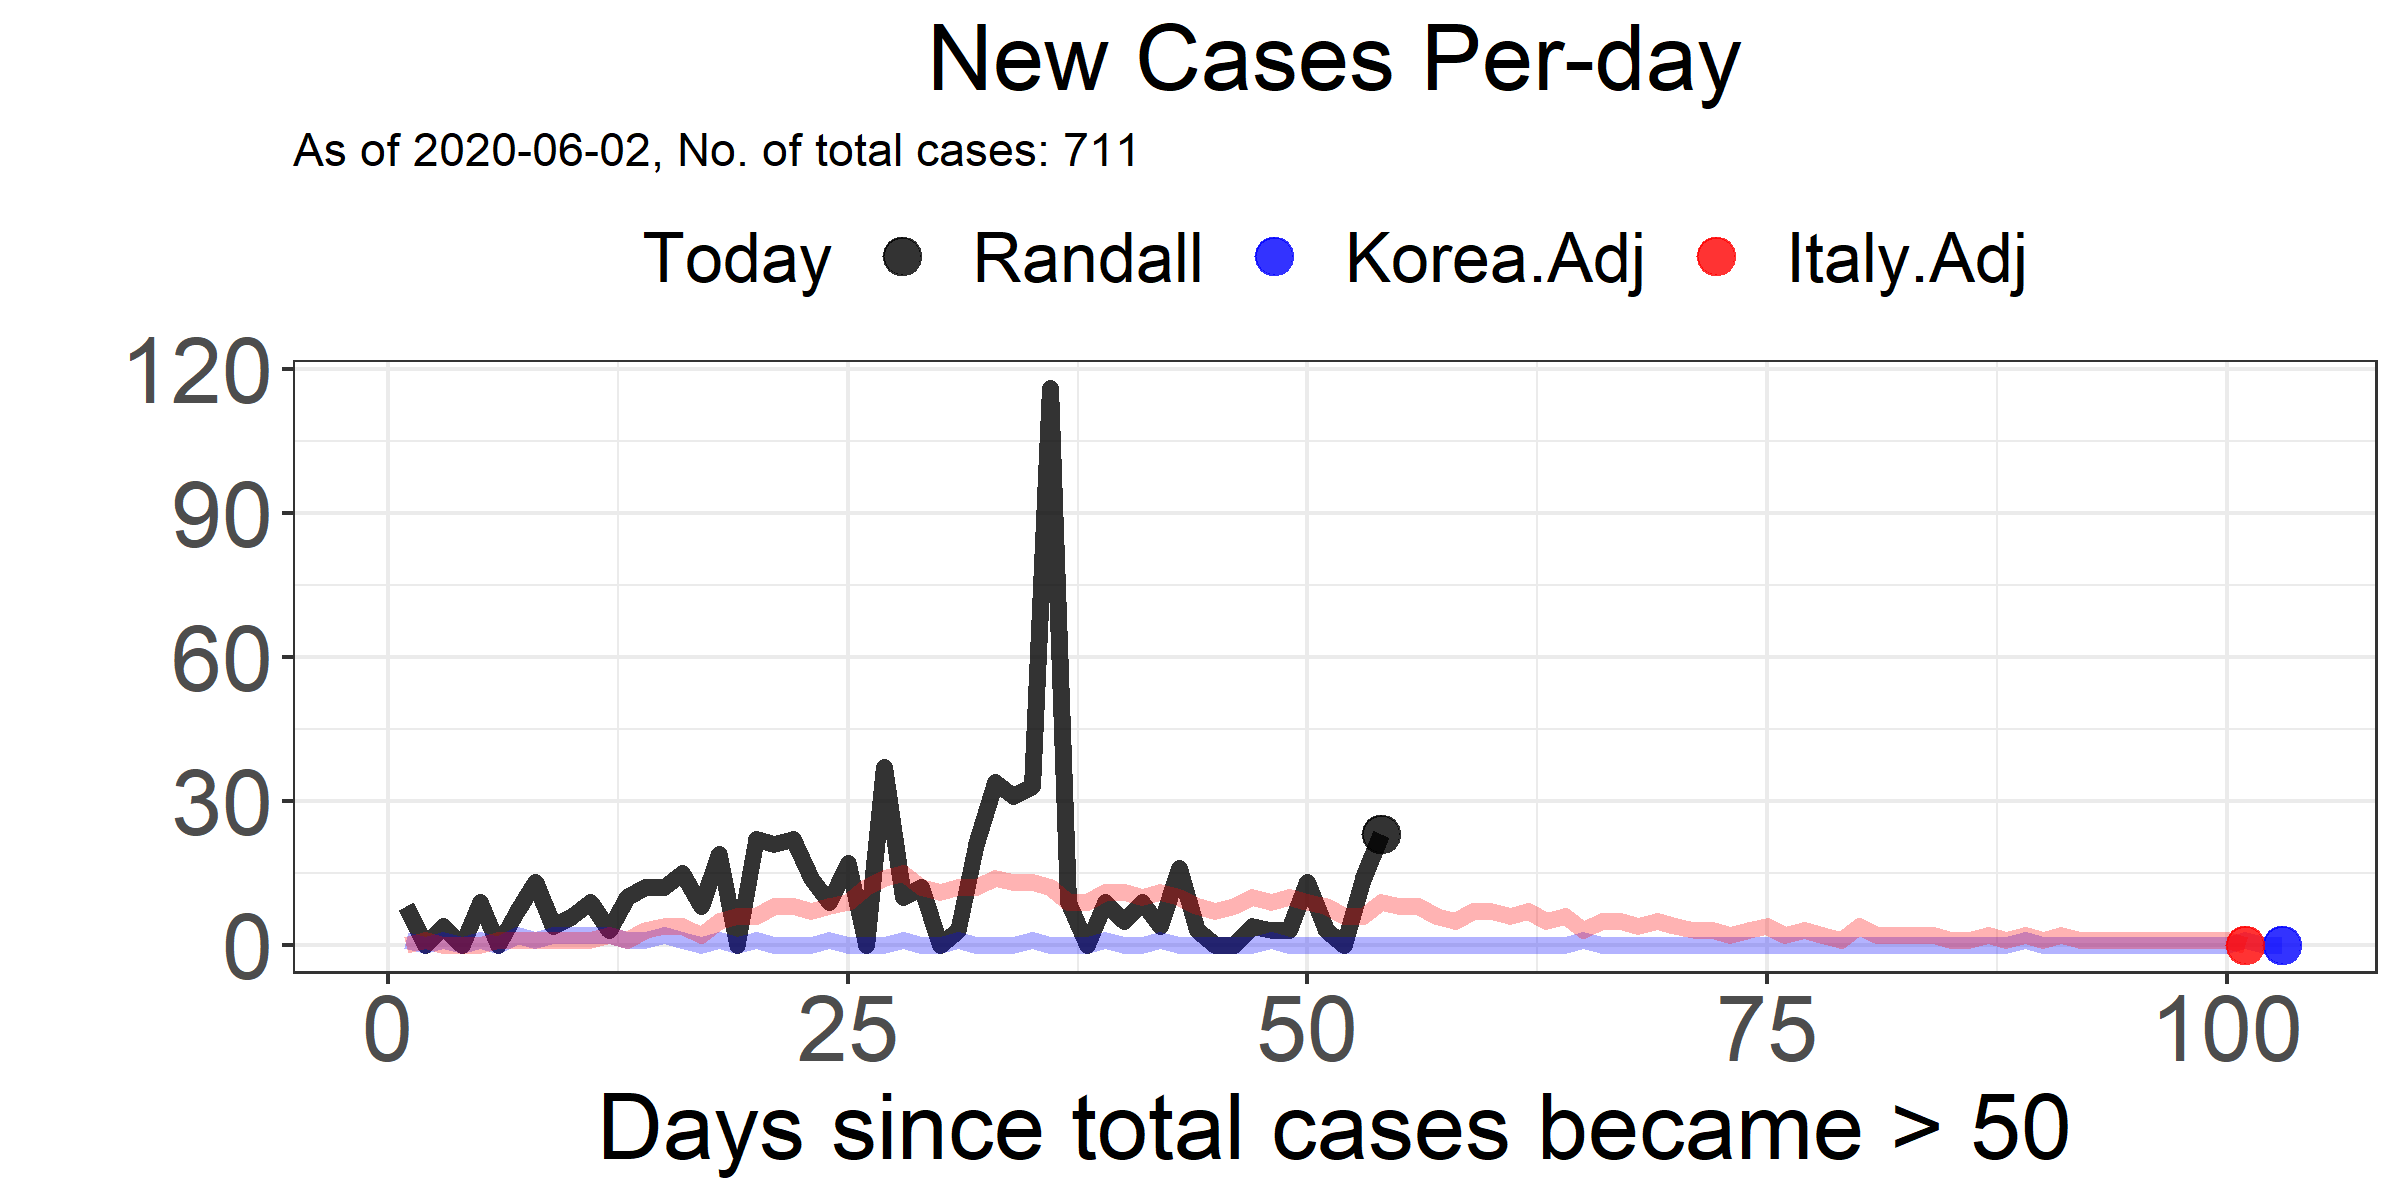 New Cases Per-day
As of 2020-06-02, No. of total cases: 711
Today Randall Korea.Adj Italy.Adj
120
90
60
30
0
0 25 50 75 100
Days since total cases became > 50